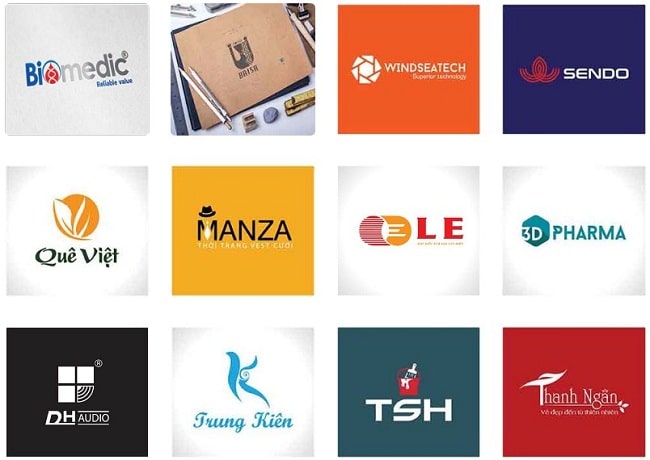 Biomedic®
Reliable value
BAISA
WINDSEATECH
Superior technology
SENDO
Quê Việt
MANZA
THỜI TRANG VEST CƯỚI
LE
3D PHARMA
®
DH AUDIO
Trung Kiên
TSH
Thanh Ngân
Vẻ đẹp đến từ thiên nhiên